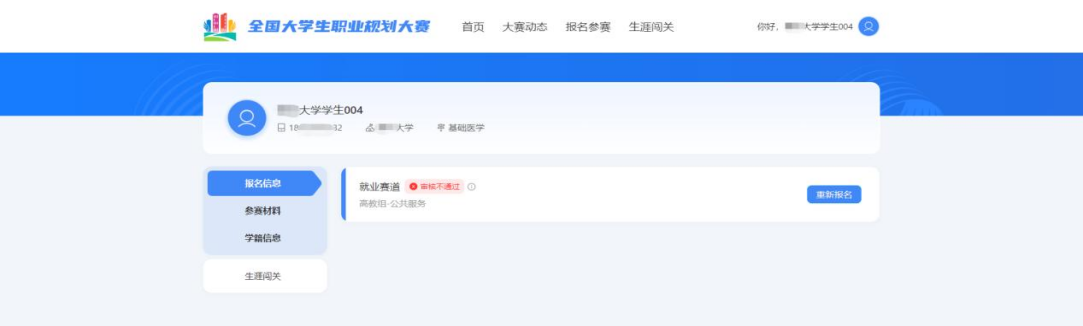 全国大学生职业规划大赛
首页 大赛动态 报名参赛 生涯闯关
你好, 大学学生004
大学学生004
18 32 大学 基础医学
报名信息
参赛材料
学籍信息
生涯闯关
就业赛道 审核不通过
高教组-公共服务
重新报名